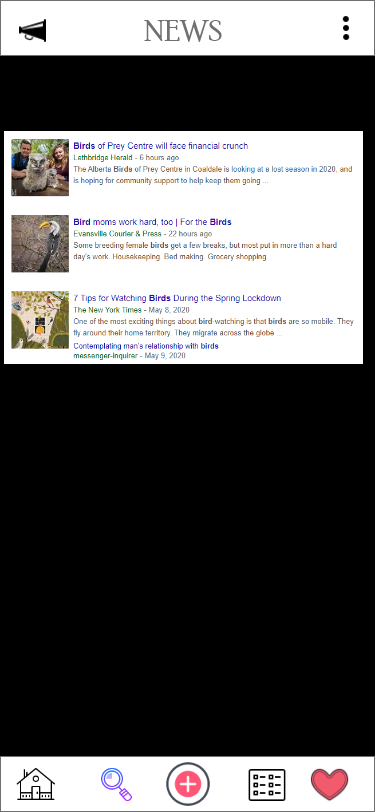 NEWS
Birds of Prey Centre will face financial crunch
Lethbridge Herald - 6 hours ago
The Alberta Birds of Prey Centre in Coaldale is looking at a lost season in 2020, and
is hoping for community support to help keep them going ...
Bird moms work hard, too | For the Birds
Evansville Courier & Press - 22 hours ago
Some breeding female birds get a few breaks, but most put in more than a hard
day's work. Housekeeping. Bed making. Grocery shopping.
7 Tips for Watching Birds During the Spring Lockdown
The New York Times - May 8, 2020
One of the most exciting things about bird-watching is that birds are so mobile. They
fly around their home territory. They migrate across the globe ...
Contemplating man's relationship with birds
messenger-inquirer - May 9, 2020